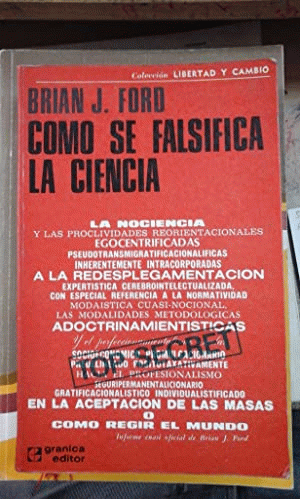 Colección LIBERTAD Y CAMBIO
BRIAN J. FORD
COMO SE FALSIFICA
LA CIENCIA
LA NOCIENCIA
Y LAS PROCLIVIDADES REORIENTACIONALES
EGOCENTRIFICADAS
PSEUDOTRANSMIGRATIFICACIONALIFICAS
INHERENTEMENTE INTRACORPORADAS
A LA REDESPLEGAMENTACION
EXPERTISTICA CEREBROINTELECTUALIZADA,
CON ESPECIAL REFERENCIA A LA NORMATIVIDAD
MODAISTICA CUASI-NOCIONAL
LAS MODALIDADES METODOLOGICAS
ADOCTRINAMIENTISTICAS
Y el perfeccionamiento
TOP SECRET
HACIA EL PROFESIONALISMO
SEGURIPERMANENTALICIONARIO
GRATIFICACIONALISTICO INDIVIDUALISTIFICADO
EN LA ACEPTACION DE LAS MASAS
O
COMO REGIR EL MUNDO
Informe cuasi oficial de Brian J. Ford
granica
editor